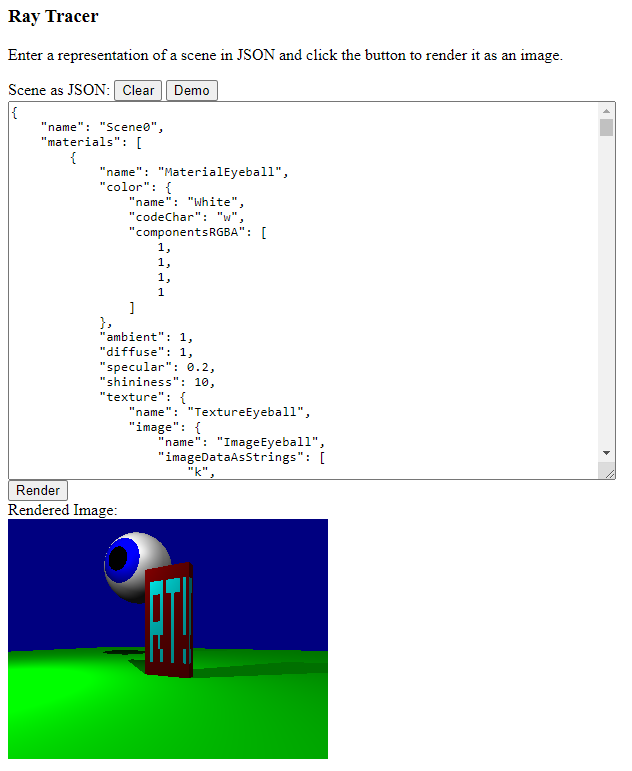 Ray Tracer
Enter a representation of a scene in JSON and click the button to render it as an image.
Scene as JSON: Clear Demo
{
    "name": "Scene0",
    "materials": [
        {
            "name": "MaterialEyeball",
            "color": {
                "name": "White",
                "codeChar": "w",
                "componentsRGBA": [
                    1,
                    1,
                    1,
                    1
                ]
            },
            "ambient": 1,
            "diffuse": 1,
            "specular": 0.2,
            "shininess": 10,
            "texture": {
                "name": "TextureEyeball",
                "image": {
                    "name": "ImageEyeball",
                    "imageDataAsStrings": [
                        "k",
Render
Rendered Image:
RT!